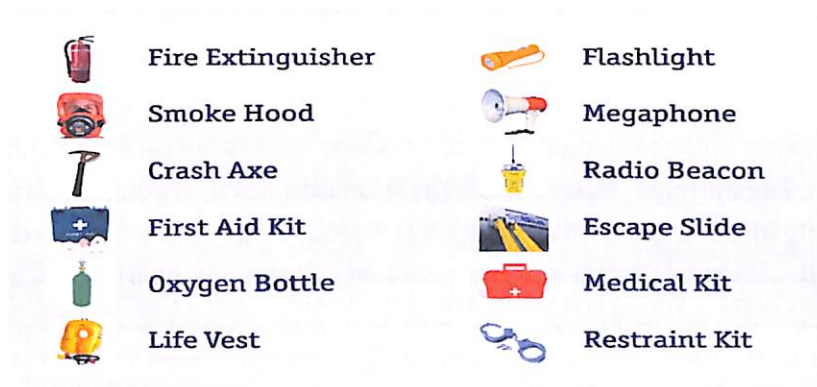 Fire Extinguisher
Smoke Hood
Crash Axe
First Aid Kit
Oxygen Bottle
Life Vest
Flashlight
Megaphone
Radio Beacon
Escape Slide
Medical Kit
Restraint Kit